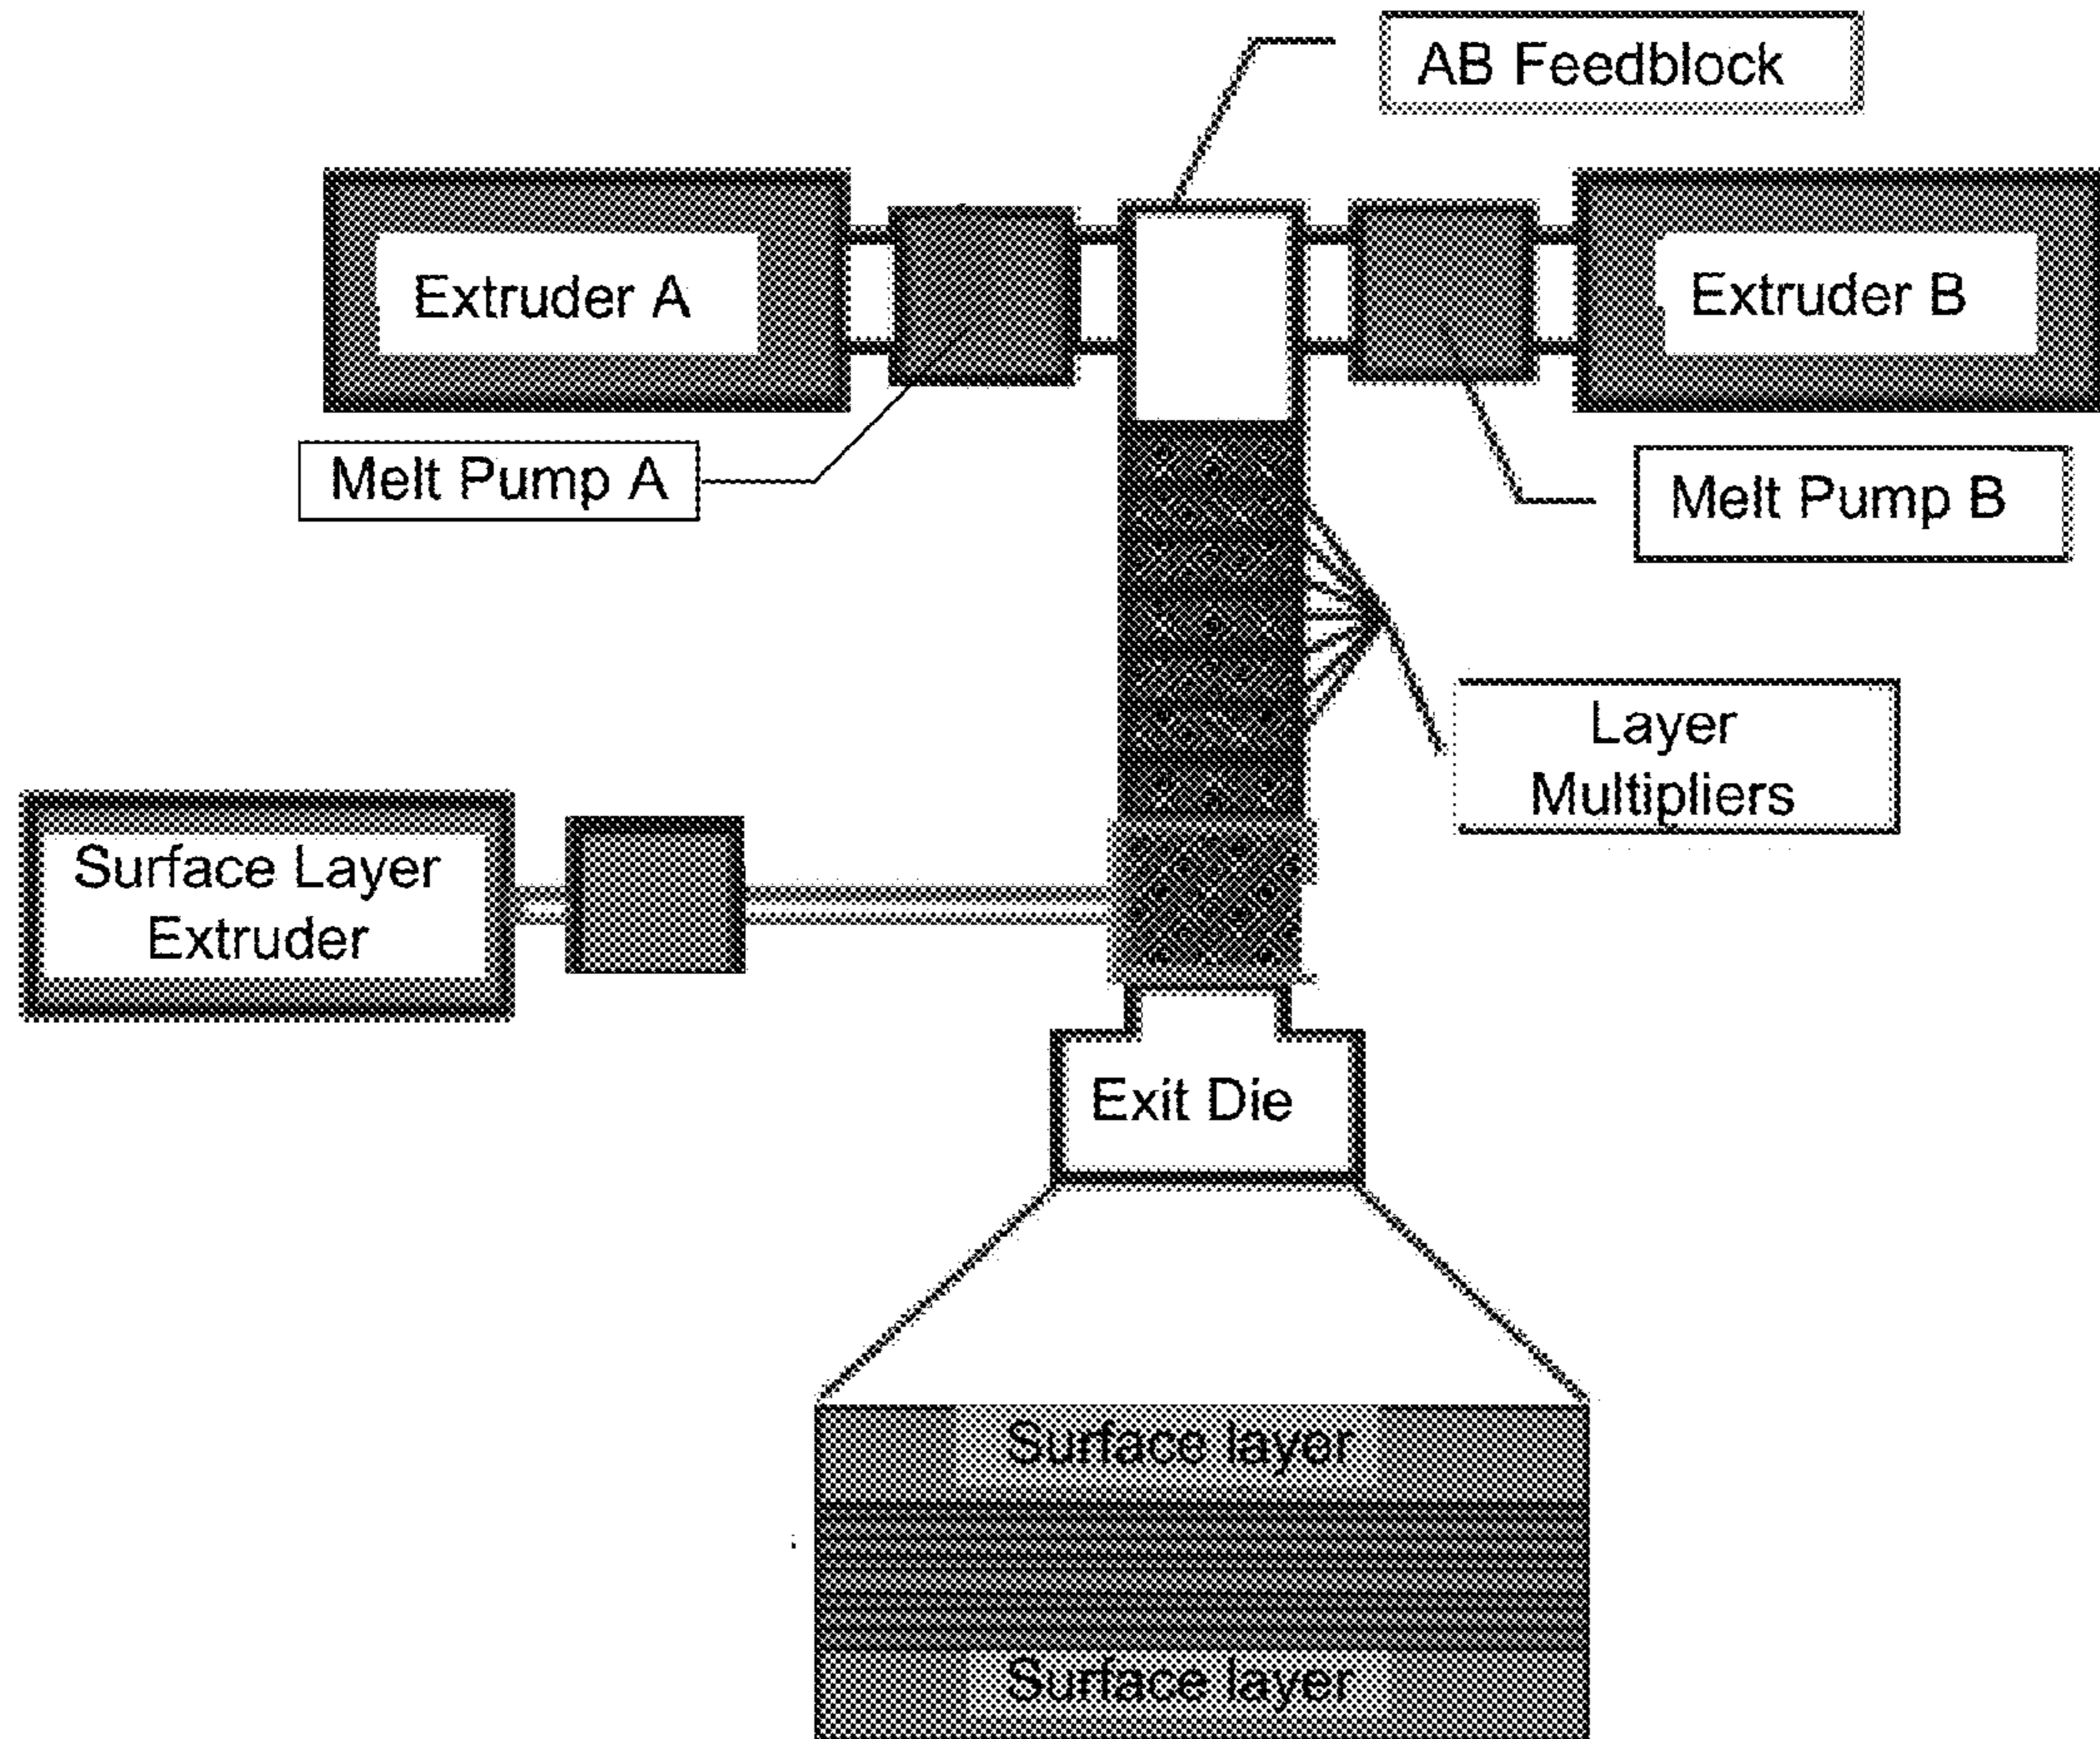 AB Feedblock
Extruder A
Extruder B
Melt Pump A
Melt Pump B
Layer
Multipliers
Surface Layer
Extruder
Exit Die
Surface layer
Surface layer